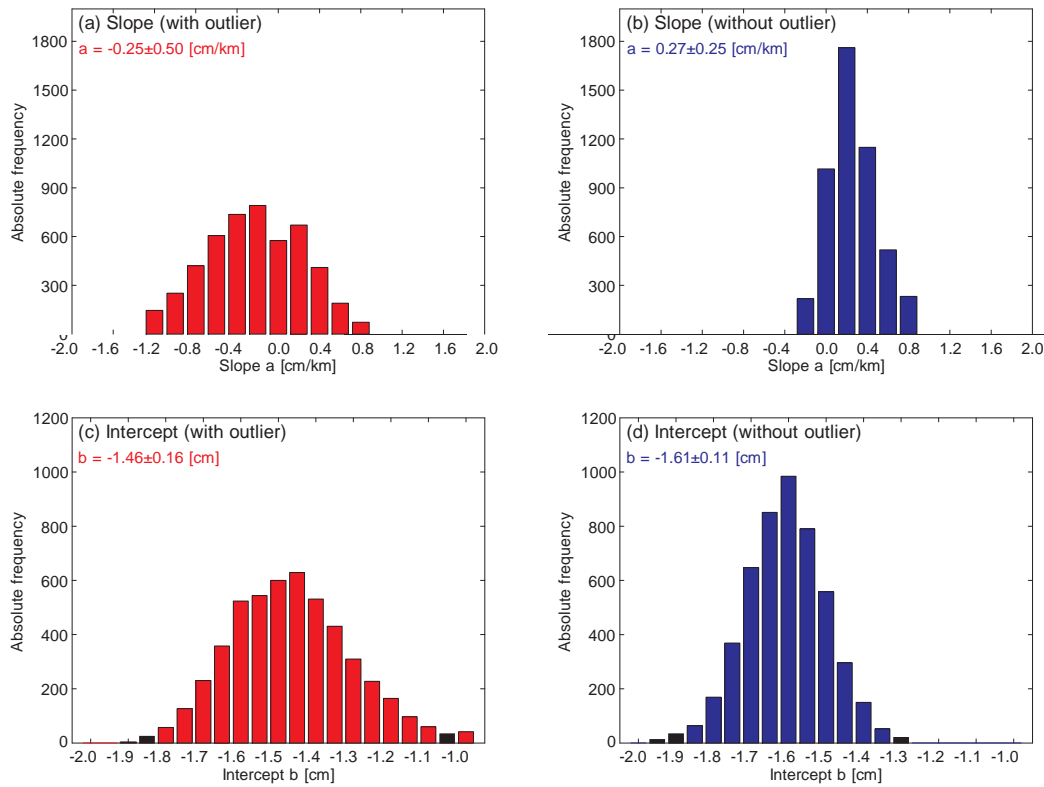 (a) Slope (with outlier)
a = -0.25±0.50 [cm/km]
1800
1500
1200
900
600
300
0
Absolute frequency
-2.0 -1.6 -1.2 -0.8 -0.4 0.0 0.4 0.8 1.2 1.6 2.0
Slope a [cm/km]
(b) Slope (without outlier)
a = 0.27±0.25 [cm/km]
1800
1500
1200
900
600
300
0
Absolute frequency
-2.0 -1.6 -1.2 -0.8 -0.4 0.0 0.4 0.8 1.2 1.6 2.0
Slope a [cm/km]
(c) Intercept (with outlier)
b = -1.46±0.16 [cm]
1200
1000
800
600
400
200
0
Absolute frequency
-2.0 -1.9 -1.8 -1.7 -1.6 -1.5 -1.4 -1.3 -1.2 -1.1 -1.0
Intercept b [cm]
(d) Intercept (without outlier)
b = -1.61±0.11 [cm]
1200
1000
800
600
400
200
0
Absolute frequency
-2.0 -1.9 -1.8 -1.7 -1.6 -1.5 -1.4 -1.3 -1.2 -1.1 -1.0
Intercept b [cm]